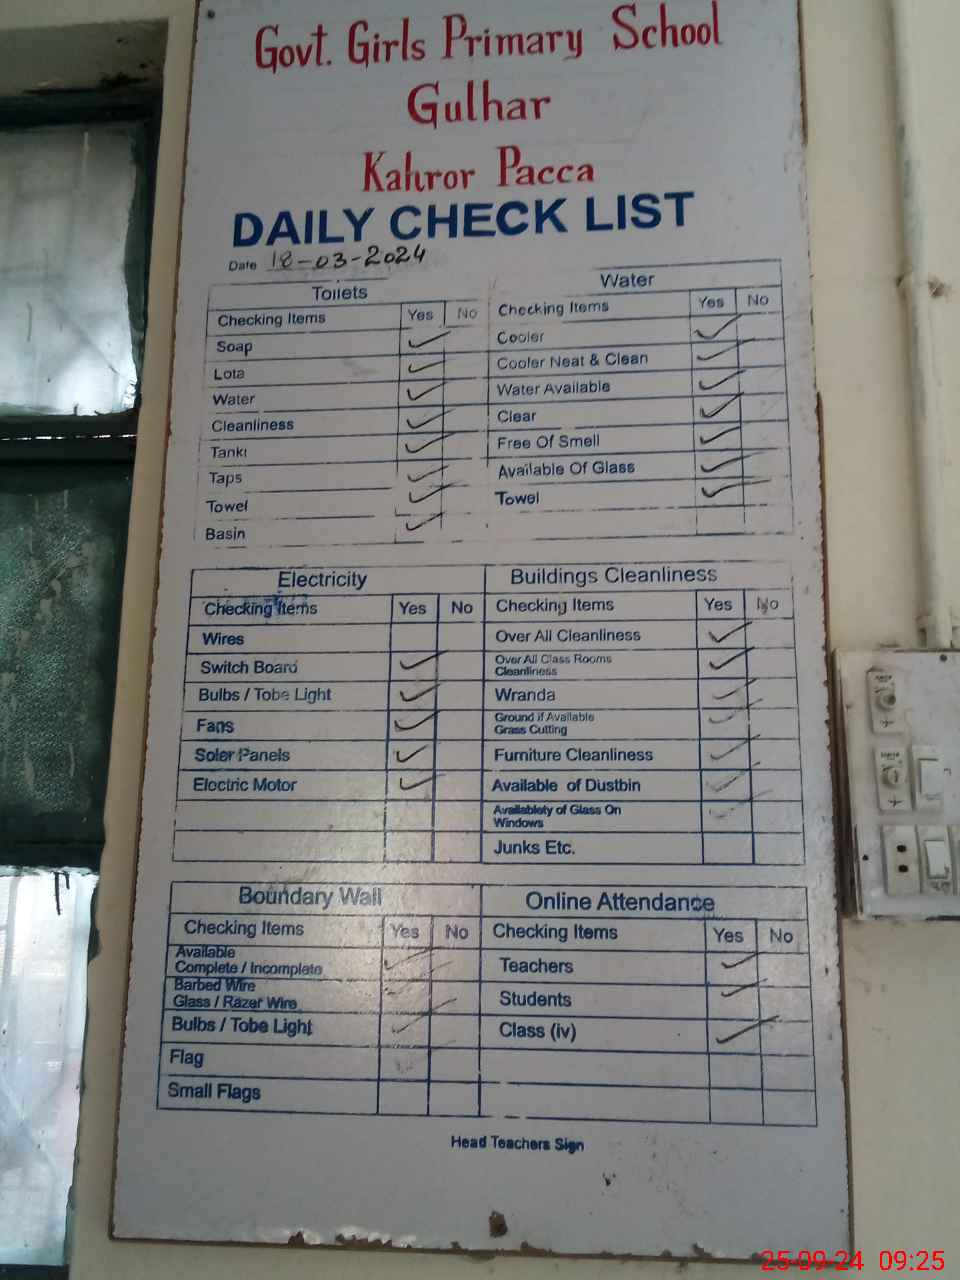 Govt. Girls Primary School
Gulhar
Kahror Pacca
DAILY CHECK LIST
Date 18-03-2024
Toilets
Checking Items Yes No
Soap ✓
Lota ✓
Water ✓
Cleanliness ✓
Tanki ✓
Taps ✓
Towel ✓
Basin ✓
Water
Checking Items Yes No
Cooler ✓
Cooler Neat & Clean ✓
Water Available ✓
Clear ✓
Free Of Smell ✓
Available Of Glass ✓
Towel ✓
Electricity
Checking Items Yes No
Wires
Switch Board ✓
Bulbs / Tobe Light ✓
Fans ✓
Soler Panels ✓
Electric Motor ✓
Buildings Cleanliness
Checking Items Yes No
Over All Cleanliness ✓
Over All Class Rooms
Cleanliness ✓
Wranda ✓
Ground if Available
Grass Cutting ✓
Furniture Cleanliness ✓
Available of Dustbin ✓
Availablety of Glass On
Windows ✓
Junks Etc.
Boundary Wall
Checking Items Yes No
Available
Complete / Incomplete ✓
Barbed Wire
Glass / Razer Wire ✓
Bulbs / Tobe Light ✓
Flag ✓
Small Flags
Online Attendance
Checking Items Yes No
Teachers ✓
Students ✓
Class (iv) ✓
Head Teachers Sign
25-09-24 09:25